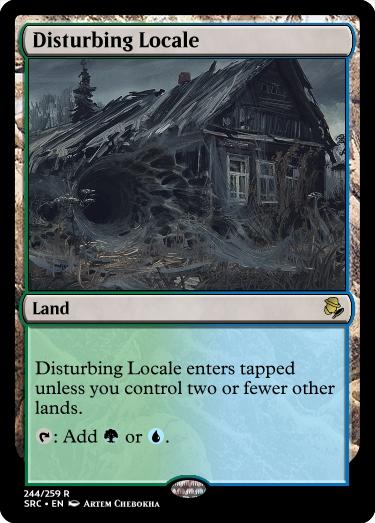 Disturbing Locale
Land
Disturbing Locale enters tapped
unless you control two or fewer other
lands.
: Add or .
244/259 R
SRC • EN Artem Chebokha